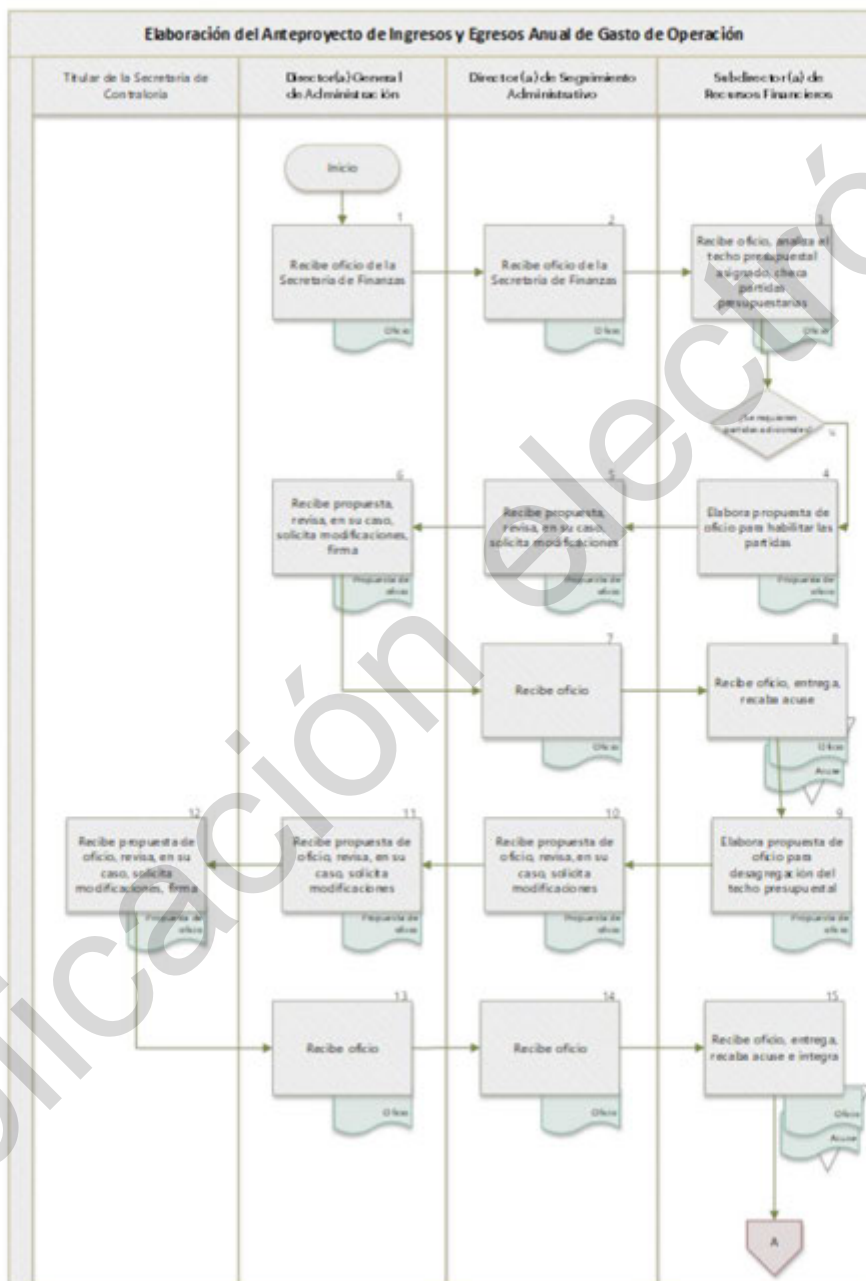 Elaboración del Anteproyecto de Ingresos y Egresos Anual de Gasto de Operación
Titular de la Secretaría de
Contraloría
Director(a) General
de Administración
Director(a) de Seguimiento
Administrativo
Subdirector(a) de
Recursos Financieros
Inicio
1
Recibe oficio de la
Secretaría de Finanzas
Oficio
2
Recibe oficio de la
Secretaría de Finanzas
Oficio
3
Recibe oficio, analiza el
techo presupuestal
asignado, checa
partidas
presupuestarias
Oficio
¿Se requieren
partidas adicionales?
4
Elabora propuesta de
oficio para habilitar las
partidas
Propuesta de
oficio
5
Recibe propuesta,
revisa, en su caso,
solicita modificaciones
Propuesta de
oficio
6
Recibe propuesta,
revisa, en su caso,
solicita modificaciones,
firma
Propuesta de
oficio
7
Recibe oficio
Oficio
8
Recibe oficio, entrega,
recaba acuse
Oficio
Acuse
9
Elabora propuesta de
oficio para
desagregación del
techo presupuestal
Propuesta de
oficio
10
Recibe propuesta de
oficio, revisa, en su
caso, solicita
modificaciones
Propuesta de
oficio
11
Recibe propuesta de
oficio, revisa, en su
caso, solicita
modificaciones
Propuesta de
oficio
12
Recibe propuesta de
oficio, revisa, en su
caso, solicita
modificaciones, firma
Propuesta de
oficio
13
Recibe oficio
Oficio
14
Recibe oficio
Oficio
15
Recibe oficio, entrega,
recaba acuse e integra
Oficio
Acuse
A